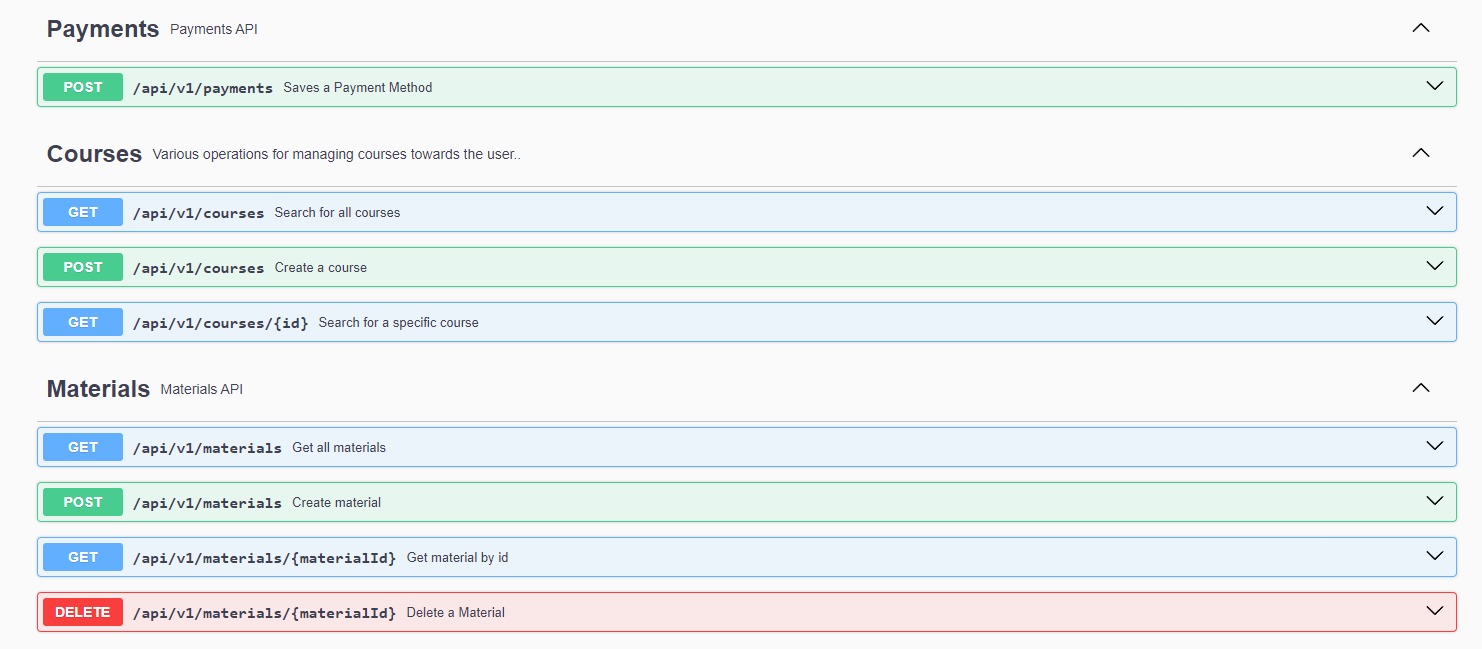 Payments Payments API
POST /api/v1/payments Saves a Payment Method
Courses Various operations for managing courses towards the user..
GET /api/v1/courses Search for all courses
POST /api/v1/courses Create a course
GET /api/v1/courses/{id} Search for a specific course
Materials Materials API
GET /api/v1/materials Get all materials
POST /api/v1/materials Create material
GET /api/v1/materials/{materialId} Get material by id
DELETE /api/v1/materials/{materialId} Delete a Material